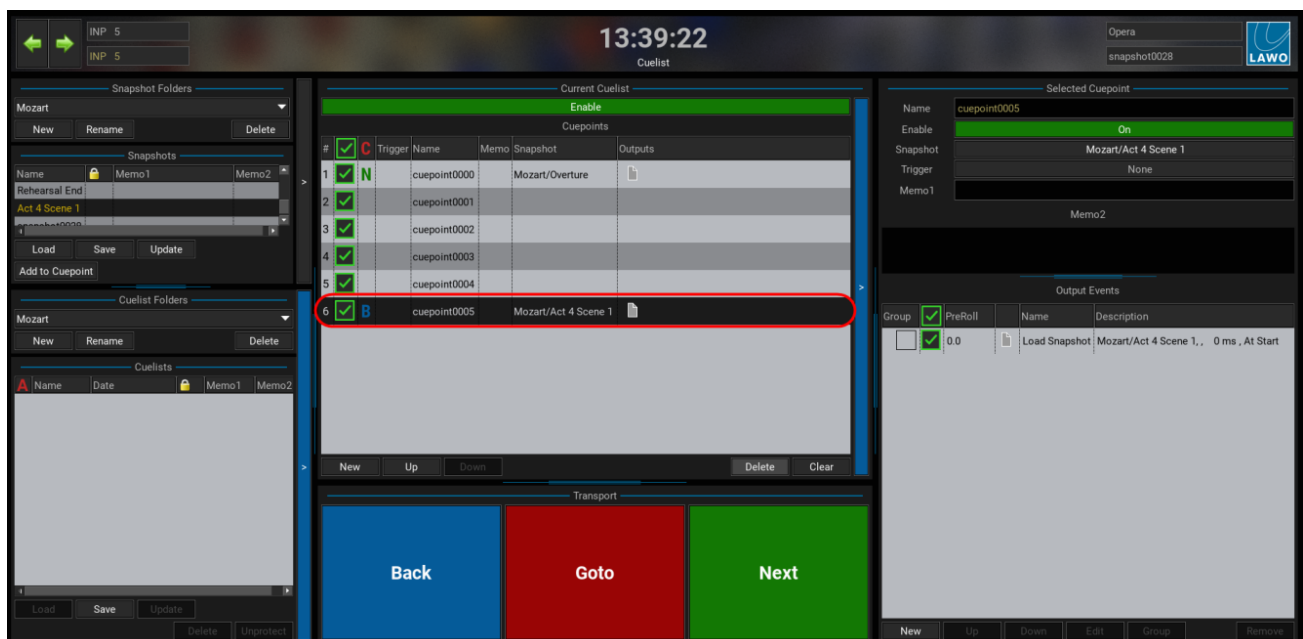 INP 5
INP 5
13:39:22
Cuelist
Opera
snapshot0028
LAWO
Snapshot Folders
Mozart
New Rename Delete
Snapshots
Name Memo1 Memo2
Rehearsal End
Act 4 Scene 1
snapshot0028
Load Save Update
Add to Cuepoint
>
Cuelist Folders
Mozart
New Rename Delete
Cuelists
A Name Date Memo1 Memo2
Load Save Update
Delete Unprotect
>
Current Cuelist
Enable
Cuepoints
# C Trigger Name Memo Snapshot Outputs
1 N cuepoint0000 Mozart/Overture
2 cuepoint0001
3 cuepoint0002
4 cuepoint0003
5 cuepoint0004
6 B cuepoint0005 Mozart/Act 4 Scene 1
New Up Down Delete Clear
>
Transport
Back Goto Next
Selected Cuepoint
Name cuepoint0005
Enable On
Snapshot Mozart/Act 4 Scene 1
Trigger None
Memo1
Memo2
Output Events
Group PreRoll Name Description
0.0 Load Snapshot Mozart/Act 4 Scene 1, , 0 ms , At Start
New Up Down Edit Group Remove